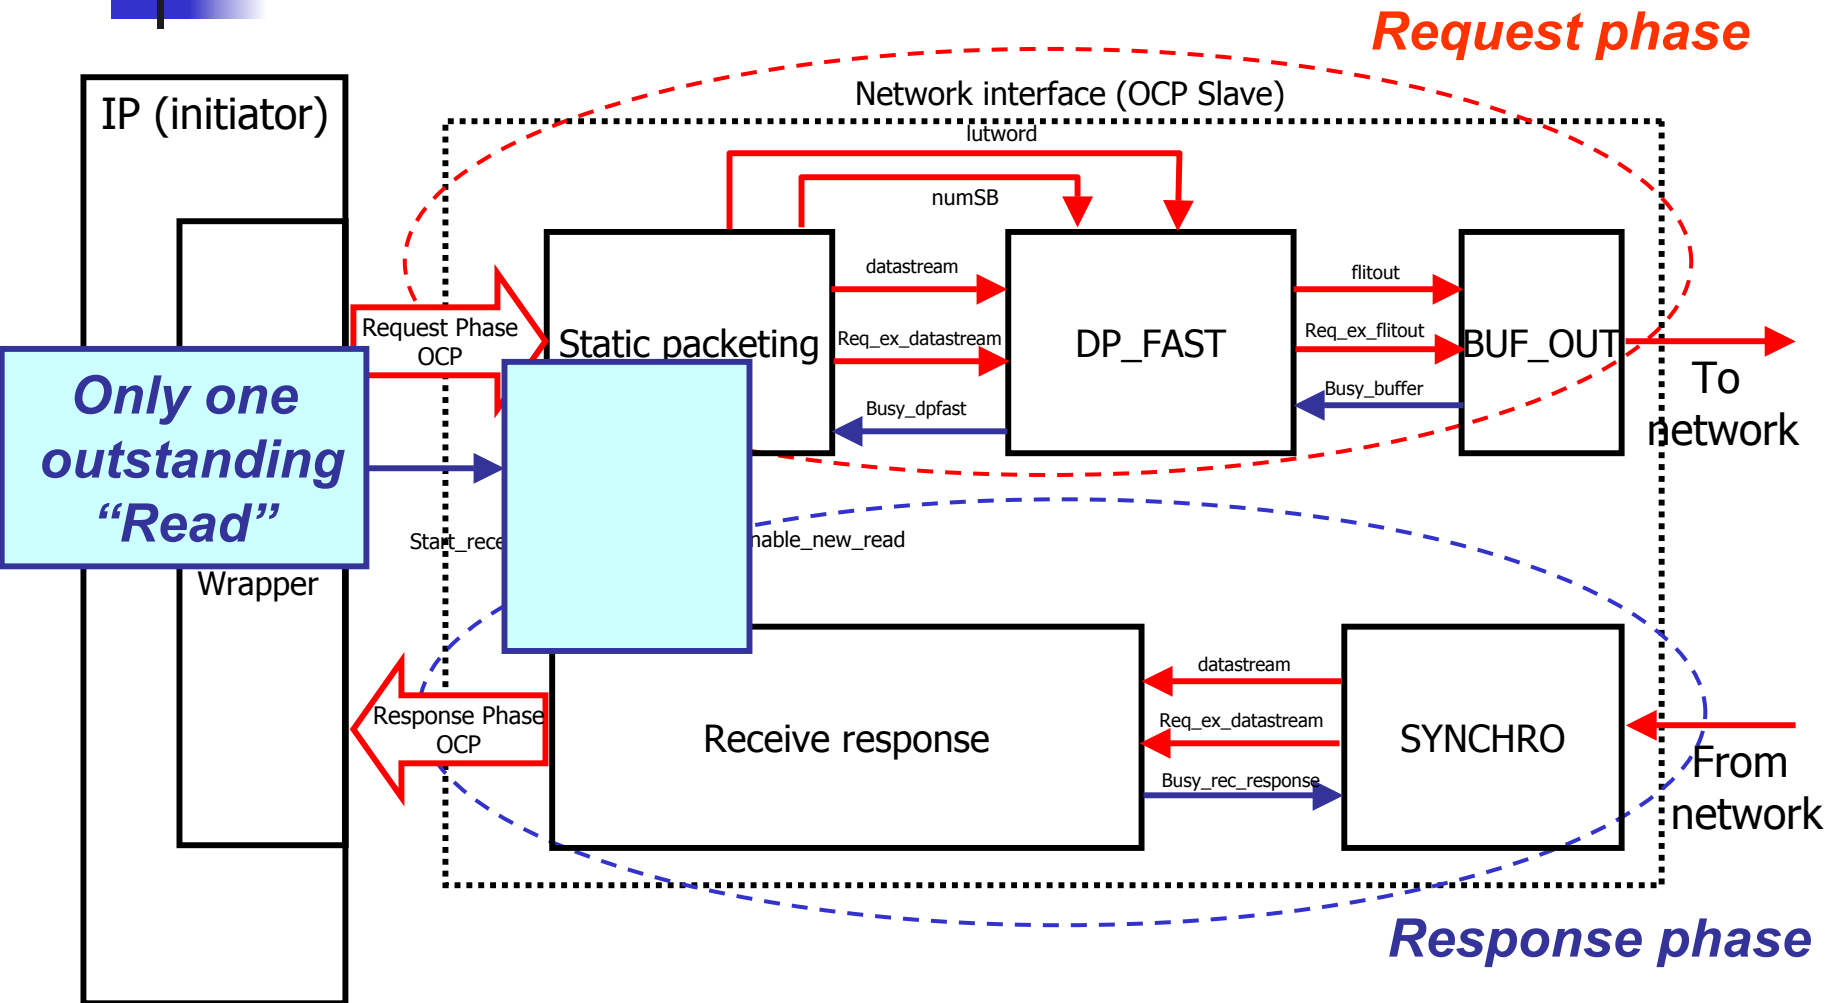 Request phase
Network interface (OCP Slave)
IP (initiator)
lutword
numSB
datastream
flitout
Request Phase
OCP
Static packeting
Req_ex_datastream
DP_FAST
Req_ex_flitout
BUF_OUT
To
network
Busy_dpfast
Busy_buffer
Only one
outstanding
“Read”
Wrapper
datastream
Response Phase
OCP
Receive response
Req_ex_datastream
SYNCHRO
Busy_rec_response
From
network
Response phase